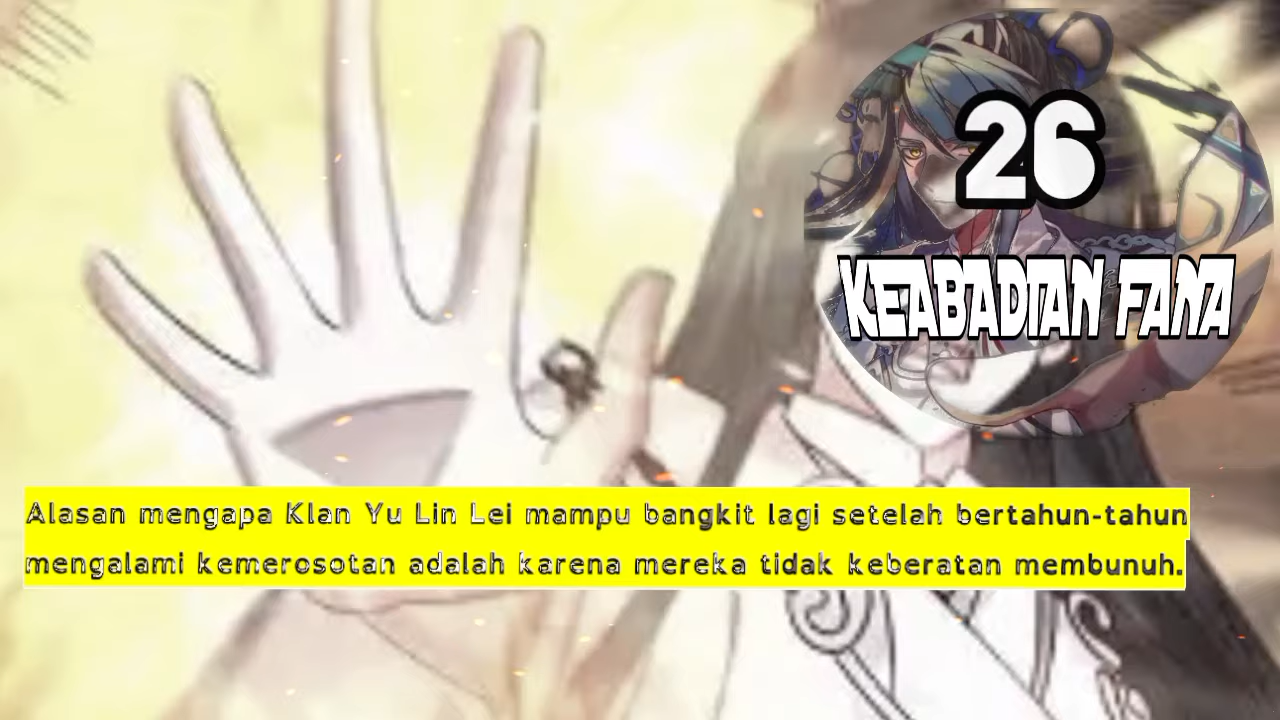 26
KEABADIAN FANA
Alasan mengapa Klan Yu Lin Lei mampu bangkit lagi setelah bertahun-tahun
mengalami kemerosotan adalah karena mereka tidak keberatan membunuh.